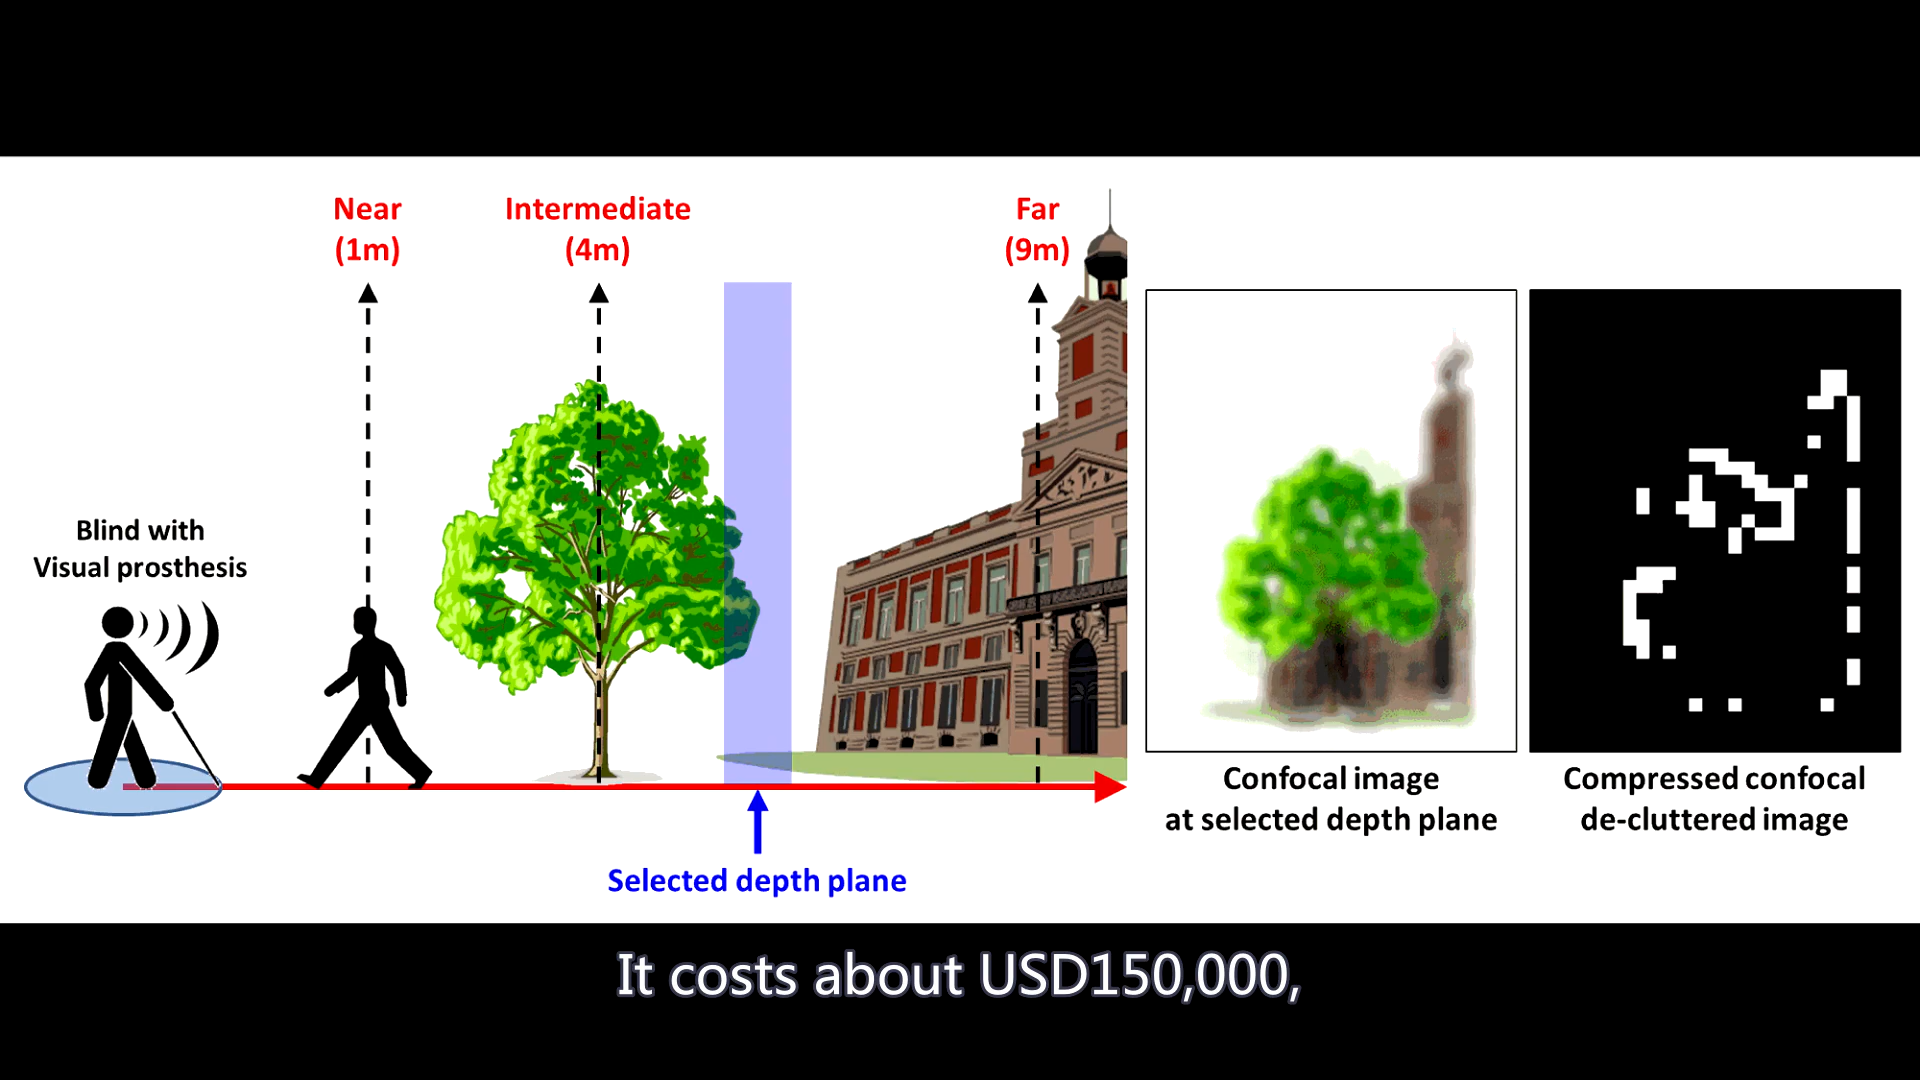 Near
(1m)
Intermediate
(4m)
Far
(9m)
Blind with
Visual prosthesis
Selected depth plane
Confocal image
at selected depth plane
Compressed confocal
de-cluttered image
It costs about USD150,000,